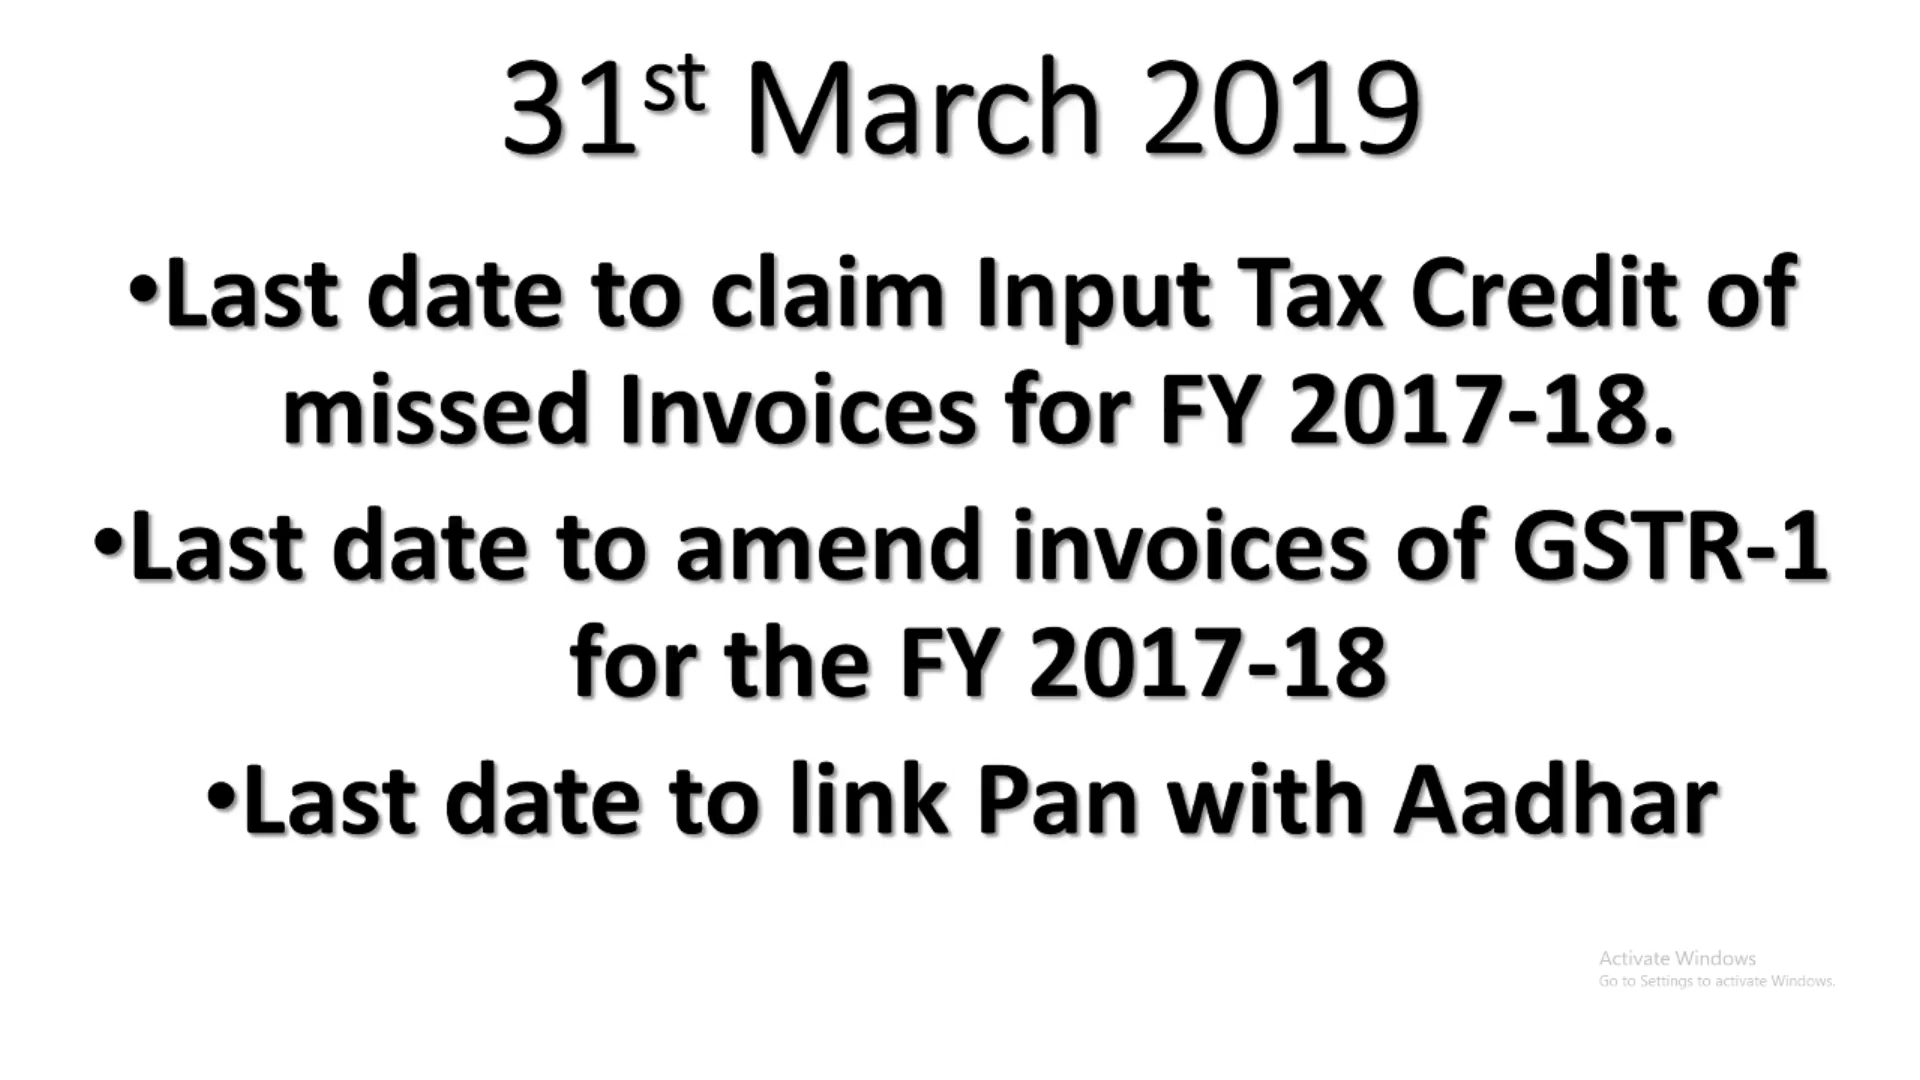 31st March 2019
•Last date to claim Input Tax Credit of
missed Invoices for FY 2017-18.
•Last date to amend invoices of GSTR-1
for the FY 2017-18
•Last date to link Pan with Aadhar
Activate Windows
Go to Settings to activate Windows.